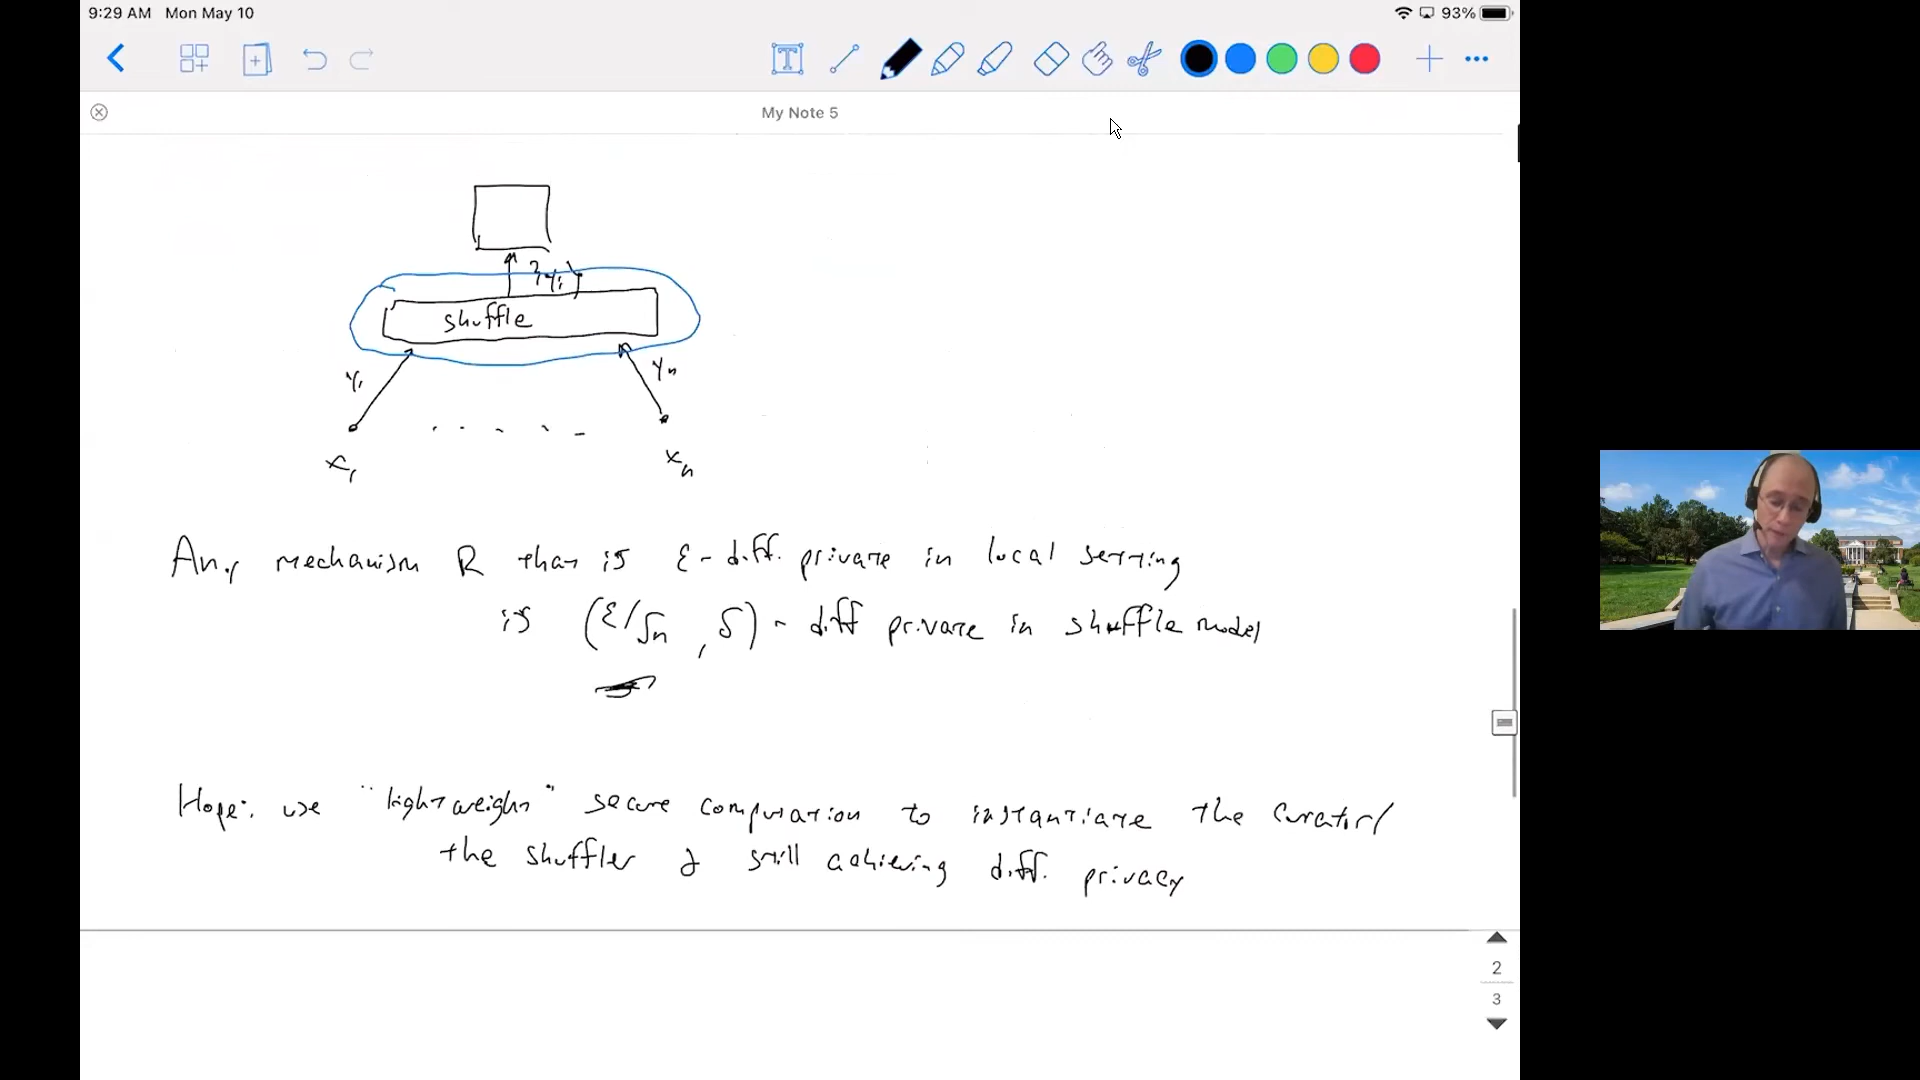 9:29 AM Mon May 10
93%
My Note 5
{yi}
shuffle
y1
yn
x1
xn
Any mechanism R that is ε-diff. private in local setting
is (ε/√n, δ)-diff private in shuffle model
Hope: use "lightweight" secure computation to instantiate the curator/
the shuffler & still achieving diff. privacy
2
3